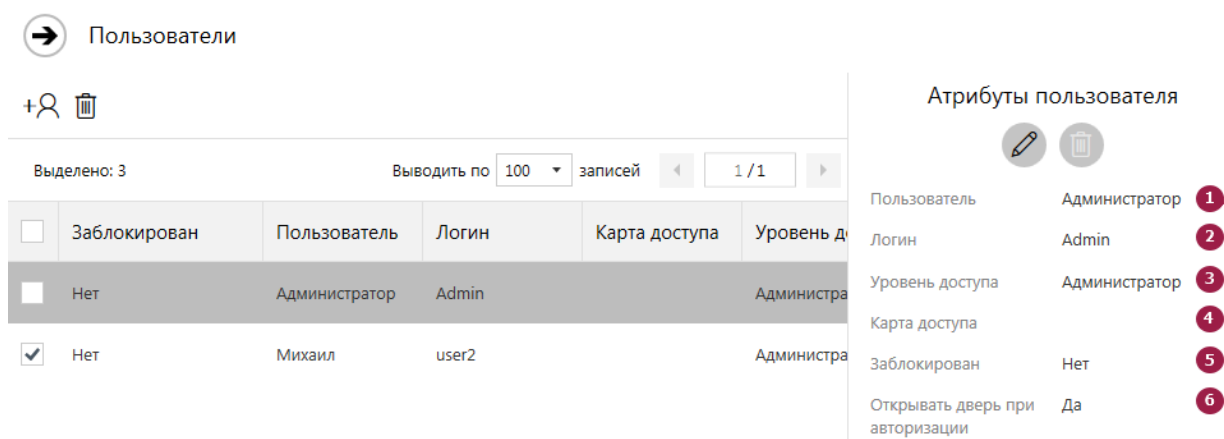 Пользователи
Атрибуты пользователя
Выделено: 3 Выводить по 100 записей 1 / 1
Заблокирован Пользователь Логин Карта доступа Уровень д
Нет Администратор Admin Администра
Нет Михаил user2 Администра
Пользователь Администратор 1
Логин Admin 2
Уровень доступа Администратор 3
Карта доступа 4
Заблокирован Нет 5
Открывать дверь при Да 6
авторизации